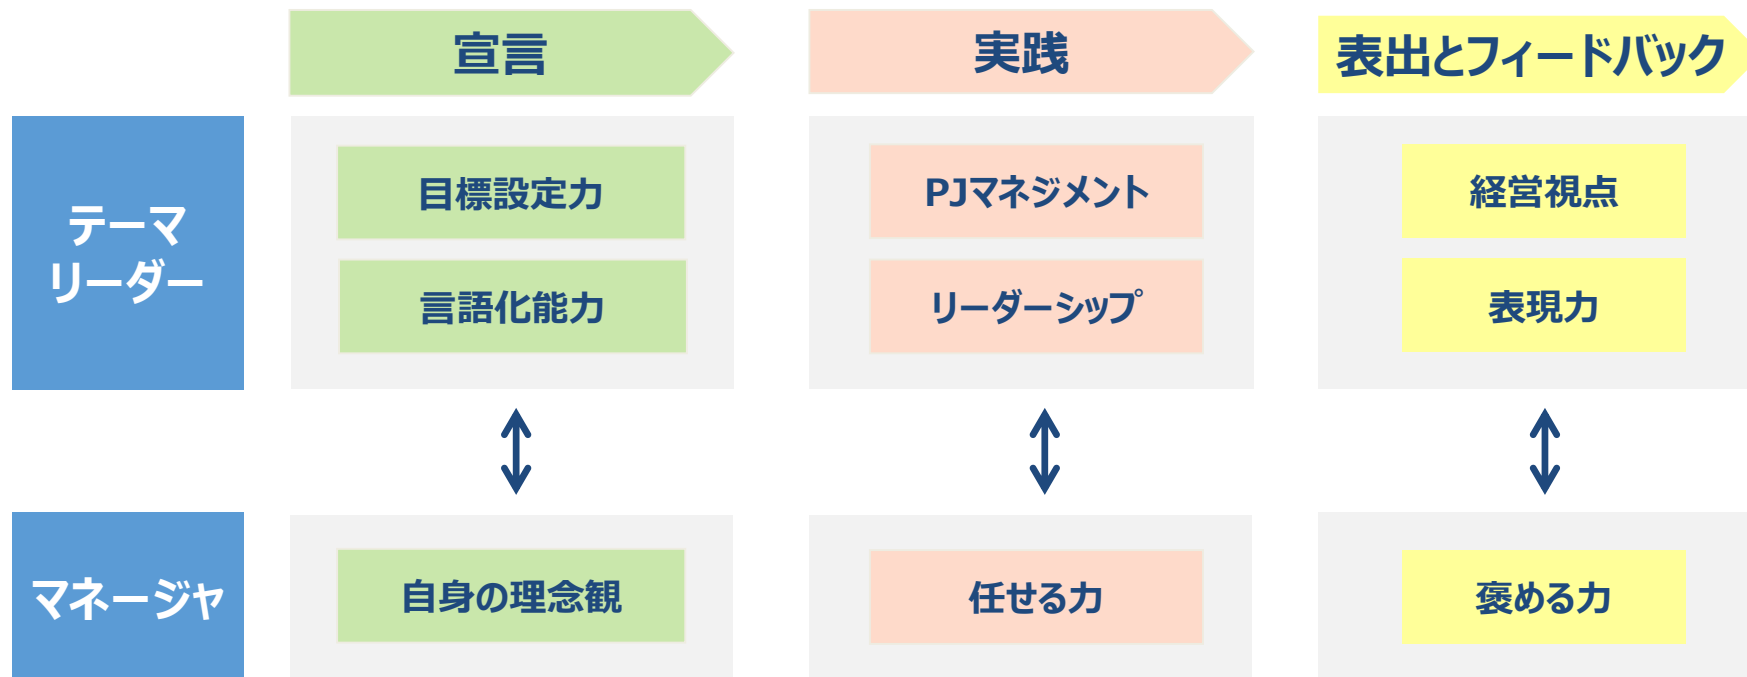 宣言
実践
表出とフィードバック
テーマ
リーダー
目標設定力
PJマネジメント
経営視点
言語化能力
リーダーシップ
表現力
マネージャ
自身の理念観
任せる力
褒める力